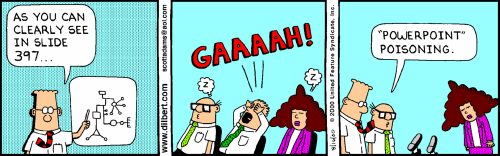 AS YOU CAN
CLEARLY SEE
IN SLIDE
397...
www.dilbert.com
scottadams@aol.com
GAAAAH!
Z
Z
© 2000 United Feature Syndicate, Inc.
"POWERPOINT"
POISONING.